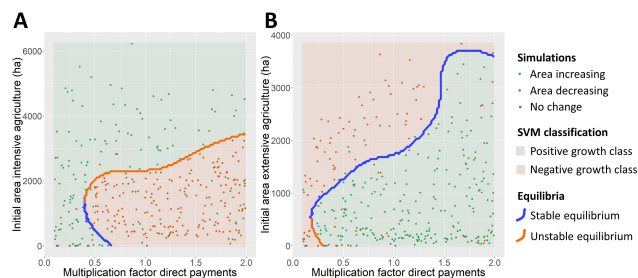 A
B
Initial area intensive agriculture (ha)
6000
4000
2000
0
0.0 0.5 1.0 1.5 2.0
Multiplication factor direct payments
Initial area extensive agriculture (ha)
4000
3000
2000
1000
0
0.0 0.5 1.0 1.5 2.0
Multiplication factor direct payments
Simulations
Area increasing
Area decreasing
No change
SVM classification
Positive growth class
Negative growth class
Equilibria
Stable equilibrium
Unstable equilibrium